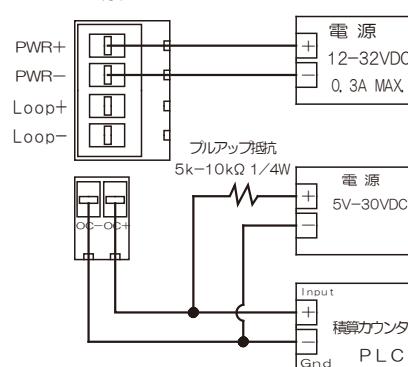 PWR+
PWR−
Loop+
Loop−
電源
12−32VDC
0.3A MAX.
プルアップ抵抗
5k−10kΩ 1/4W
OC−OC+
電源
5V−30VDC
Input
積算カウンタ
PLC
Gnd